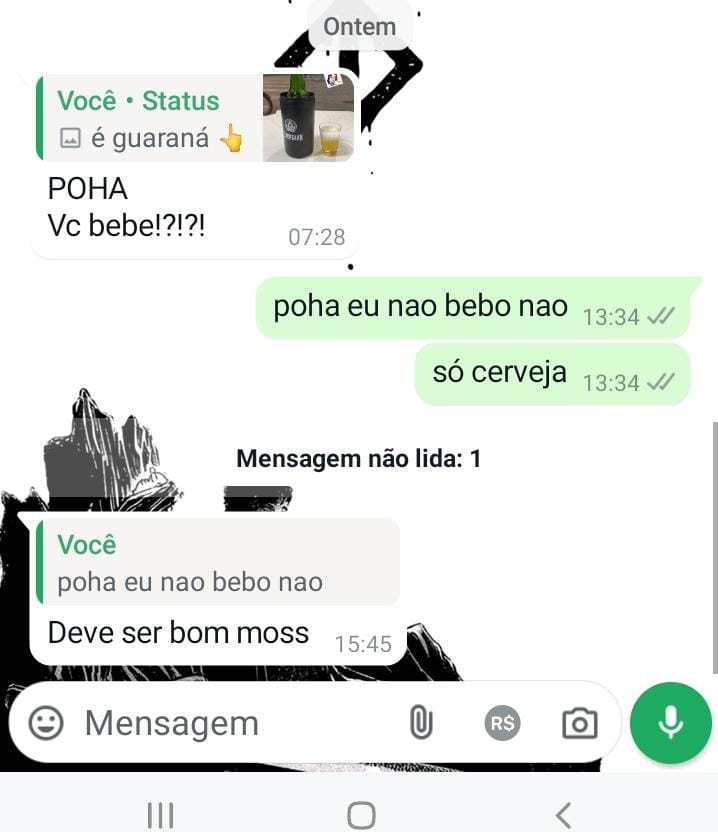 Ontem
Você • Status
é guaraná 👆
POHA
Vc bebe!?!?!
07:28
poha eu nao bebo nao 13:34
só cerveja 13:34
Mensagem não lida: 1
Você
poha eu nao bebo nao
Deve ser bom moss 15:45
Mensagem
R$